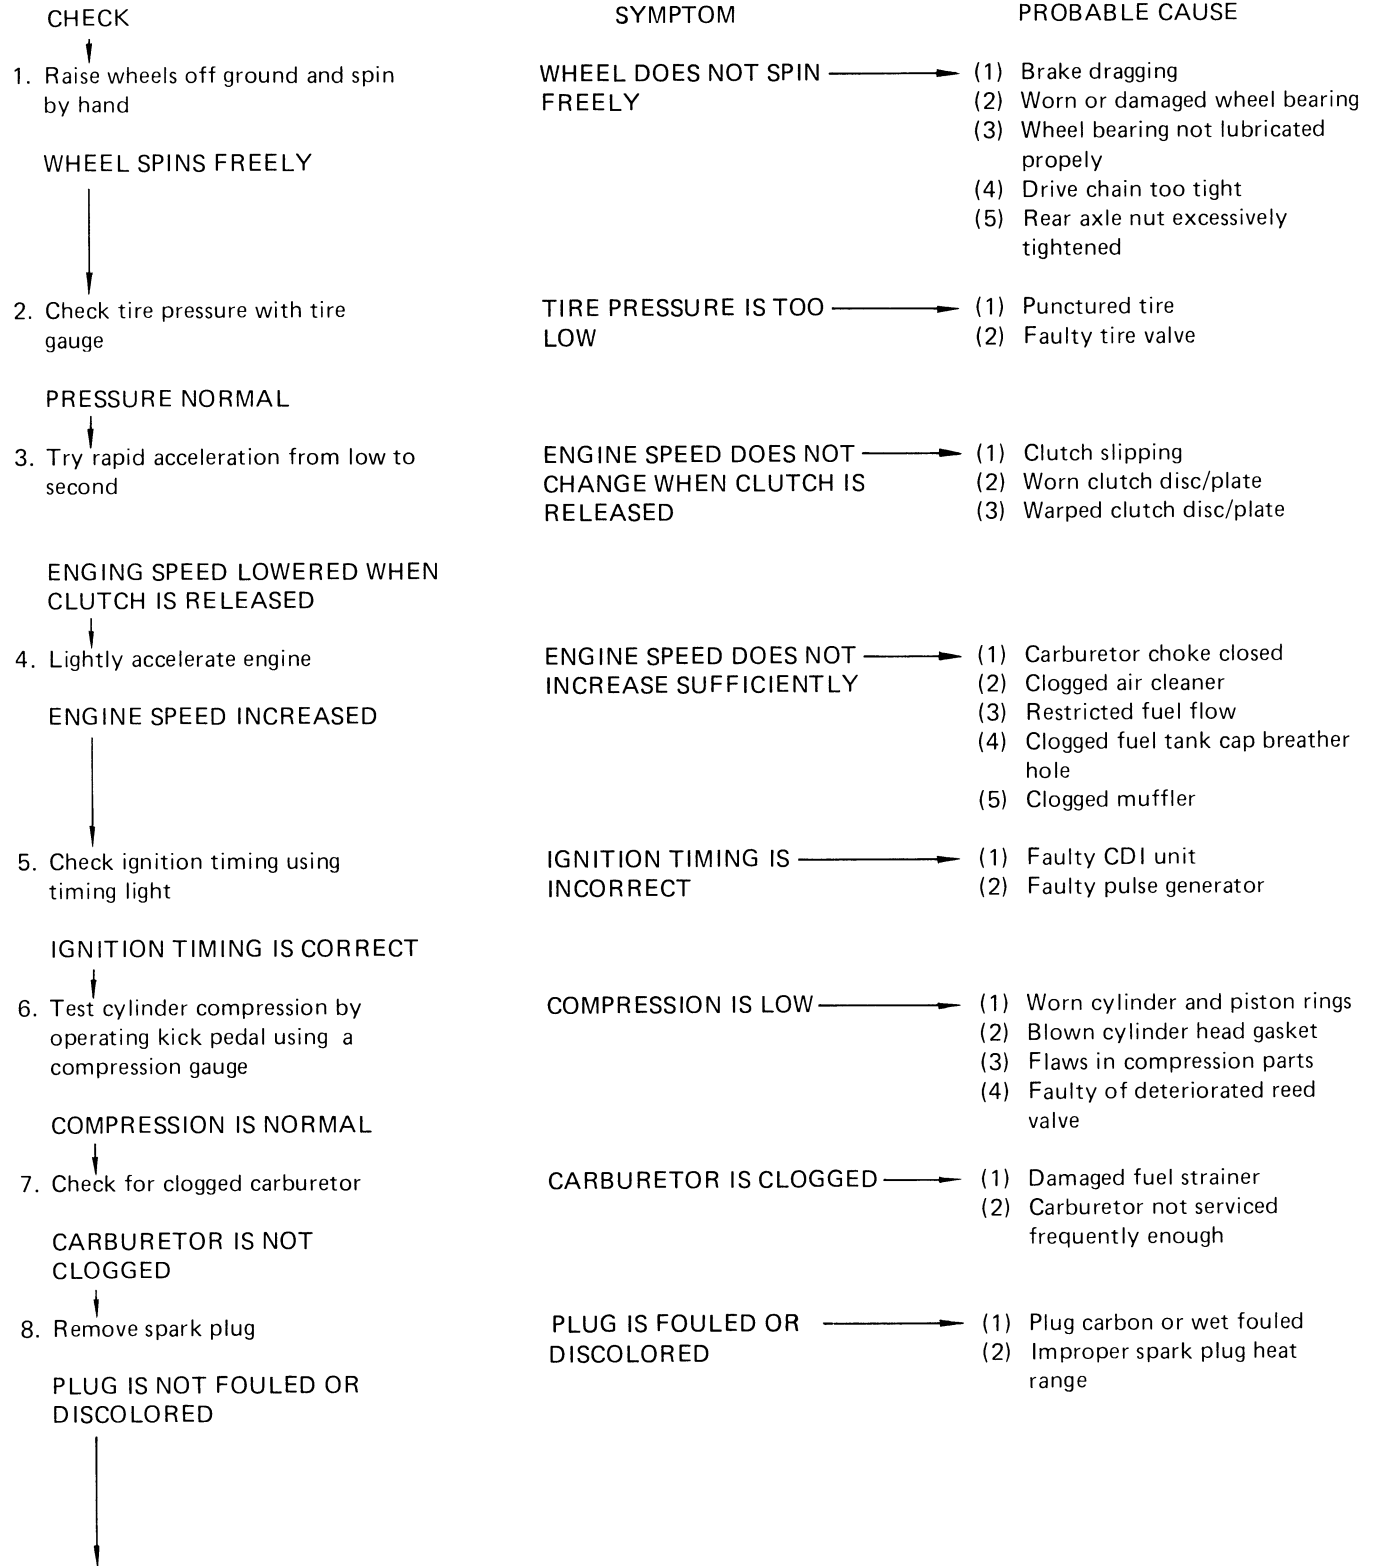 CHECK
SYMPTOM
PROBABLE CAUSE
1. Raise wheels off ground and spin
by hand
WHEEL SPINS FREELY
WHEEL DOES NOT SPIN
FREELY
(1) Brake dragging
(2) Worn or damaged wheel bearing
(3) Wheel bearing not lubricated
propely
(4) Drive chain too tight
(5) Rear axle nut excessively
tightened
2. Check tire pressure with tire
gauge
PRESSURE NORMAL
TIRE PRESSURE IS TOO
LOW
(1) Punctured tire
(2) Faulty tire valve
3. Try rapid acceleration from low to
second
ENGING SPEED LOWERED WHEN
CLUTCH IS RELEASED
ENGINE SPEED DOES NOT
CHANGE WHEN CLUTCH IS
RELEASED
(1) Clutch slipping
(2) Worn clutch disc/plate
(3) Warped clutch disc/plate
4. Lightly accelerate engine
ENGINE SPEED INCREASED
ENGINE SPEED DOES NOT
INCREASE SUFFICIENTLY
(1) Carburetor choke closed
(2) Clogged air cleaner
(3) Restricted fuel flow
(4) Clogged fuel tank cap breather
hole
(5) Clogged muffler
5. Check ignition timing using
timing light
IGNITION TIMING IS CORRECT
IGNITION TIMING IS
INCORRECT
(1) Faulty CDI unit
(2) Faulty pulse generator
6. Test cylinder compression by
operating kick pedal using a
compression gauge
COMPRESSION IS NORMAL
COMPRESSION IS LOW
(1) Worn cylinder and piston rings
(2) Blown cylinder head gasket
(3) Flaws in compression parts
(4) Faulty of deteriorated reed
valve
7. Check for clogged carburetor
CARBURETOR IS NOT
CLOGGED
CARBURETOR IS CLOGGED
(1) Damaged fuel strainer
(2) Carburetor not serviced
frequently enough
8. Remove spark plug
PLUG IS NOT FOULED OR
DISCOLORED
PLUG IS FOULED OR
DISCOLORED
(1) Plug carbon or wet fouled
(2) Improper spark plug heat
range